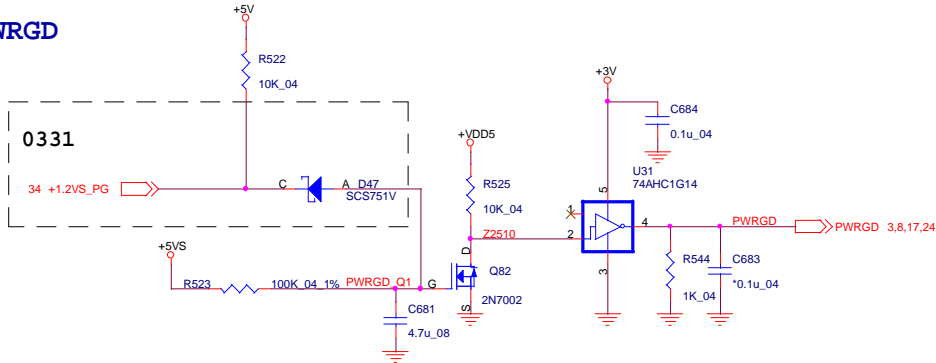 WRGD
+5V
R522
10K_04
+3V
C684
0.1u_04
0331
+VDD5
U31
74AHC1G14
34 +1.2VS_PG
C
A
D47
SCS751V
R525
10K_04
5
1
2
4
3
PWRGD
PWRGD 3,8,17,24
Z2510
+5VS
R523
100K_04_1%
PWRGD_Q1
G
D
S
Q82
2N7002
R544
1K_04
C683
*0.1u_04
C681
4.7u_08